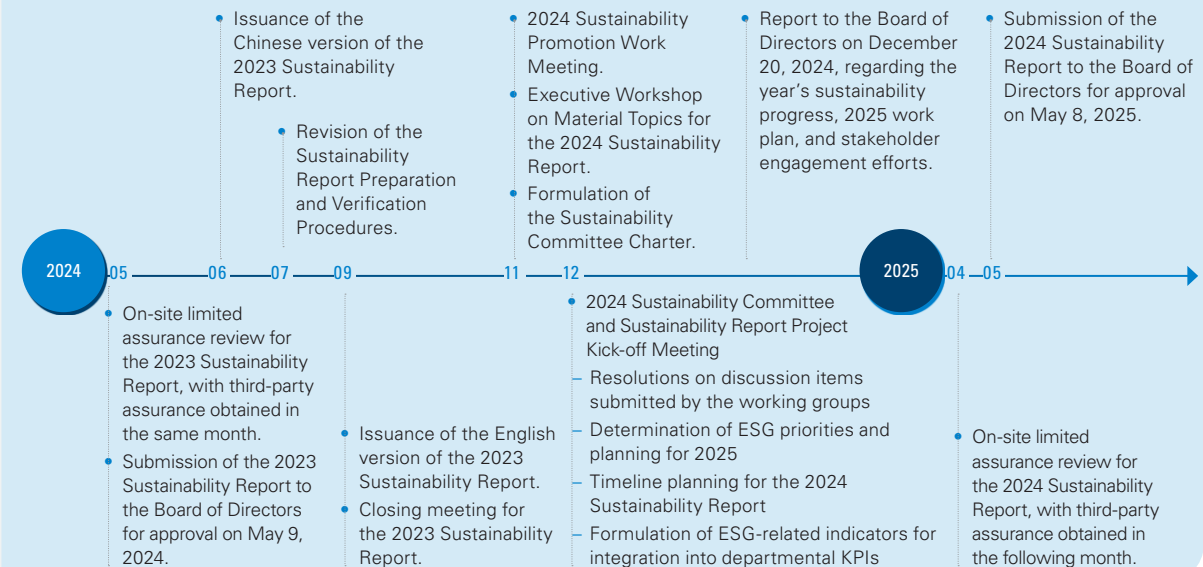 Issuance of the
Chinese version of the
2023 Sustainability
Report.
Revision of the
Sustainability
Report Preparation
and Verification
Procedures.
2024 Sustainability
Promotion Work
Meeting.
Executive Workshop
on Material Topics for
the 2024 Sustainability
Report.
Formulation of
the Sustainability
Committee Charter.
Report to the Board of
Directors on December
20, 2024, regarding the
year's sustainability
progress, 2025 work
plan, and stakeholder
engagement efforts.
Submission of the
2024 Sustainability
Report to the Board of
Directors for approval
on May 8, 2025.
2024 05 06 07 09 11 12 2025 04 05
On-site limited
assurance review for
the 2023 Sustainability
Report, with third-party
assurance obtained in
the same month.
Submission of the 2023
Sustainability Report to
the Board of Directors
for approval on May 9,
2024.
Issuance of the English
version of the 2023
Sustainability Report.
Closing meeting for
the 2023 Sustainability
Report.
2024 Sustainability Committee
and Sustainability Report Project
Kick-off Meeting
– Resolutions on discussion items
submitted by the working groups
– Determination of ESG priorities and
planning for 2025
– Timeline planning for the 2024
Sustainability Report
– Formulation of ESG-related indicators for
integration into departmental KPIs
On-site limited
assurance review for
the 2024 Sustainability
Report, with third-party
assurance obtained in
the following month.